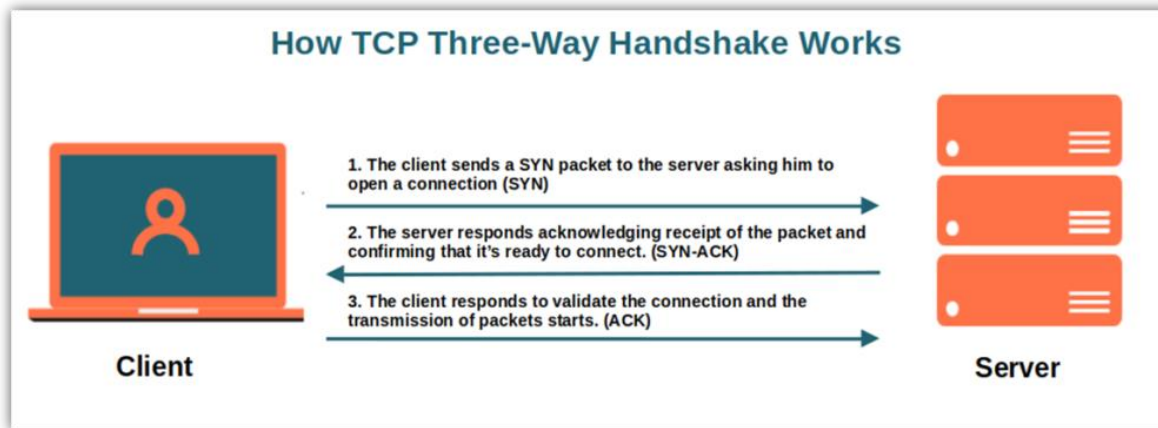 How TCP Three-Way Handshake Works
1. The client sends a SYN packet to the server asking him to
open a connection (SYN)
2. The server responds acknowledging receipt of the packet and
confirming that it's ready to connect. (SYN-ACK)
3. The client responds to validate the connection and the
transmission of packets starts. (ACK)
Client
Server